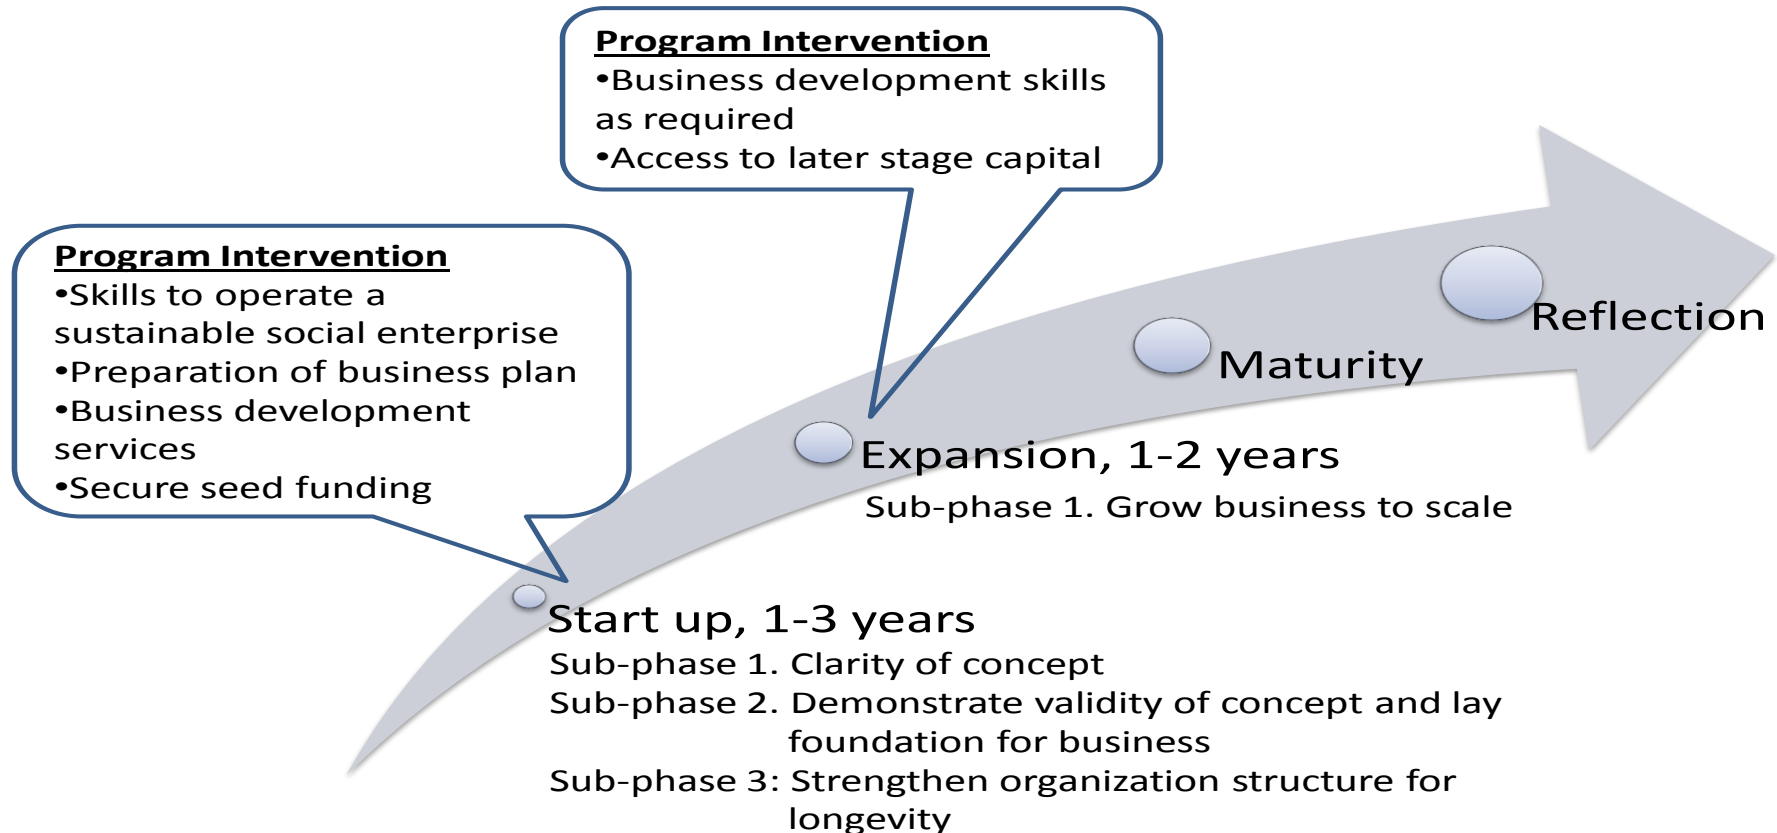 Program Intervention
•Business development skills
as required
•Access to later stage capital
Program Intervention
•Skills to operate a
sustainable social enterprise
•Preparation of business plan
•Business development
services
•Secure seed funding
Reflection
Maturity
Expansion, 1-2 years
Sub-phase 1. Grow business to scale
Start up, 1-3 years
Sub-phase 1. Clarity of concept
Sub-phase 2. Demonstrate validity of concept and lay
foundation for business
Sub-phase 3: Strengthen organization structure for
longevity